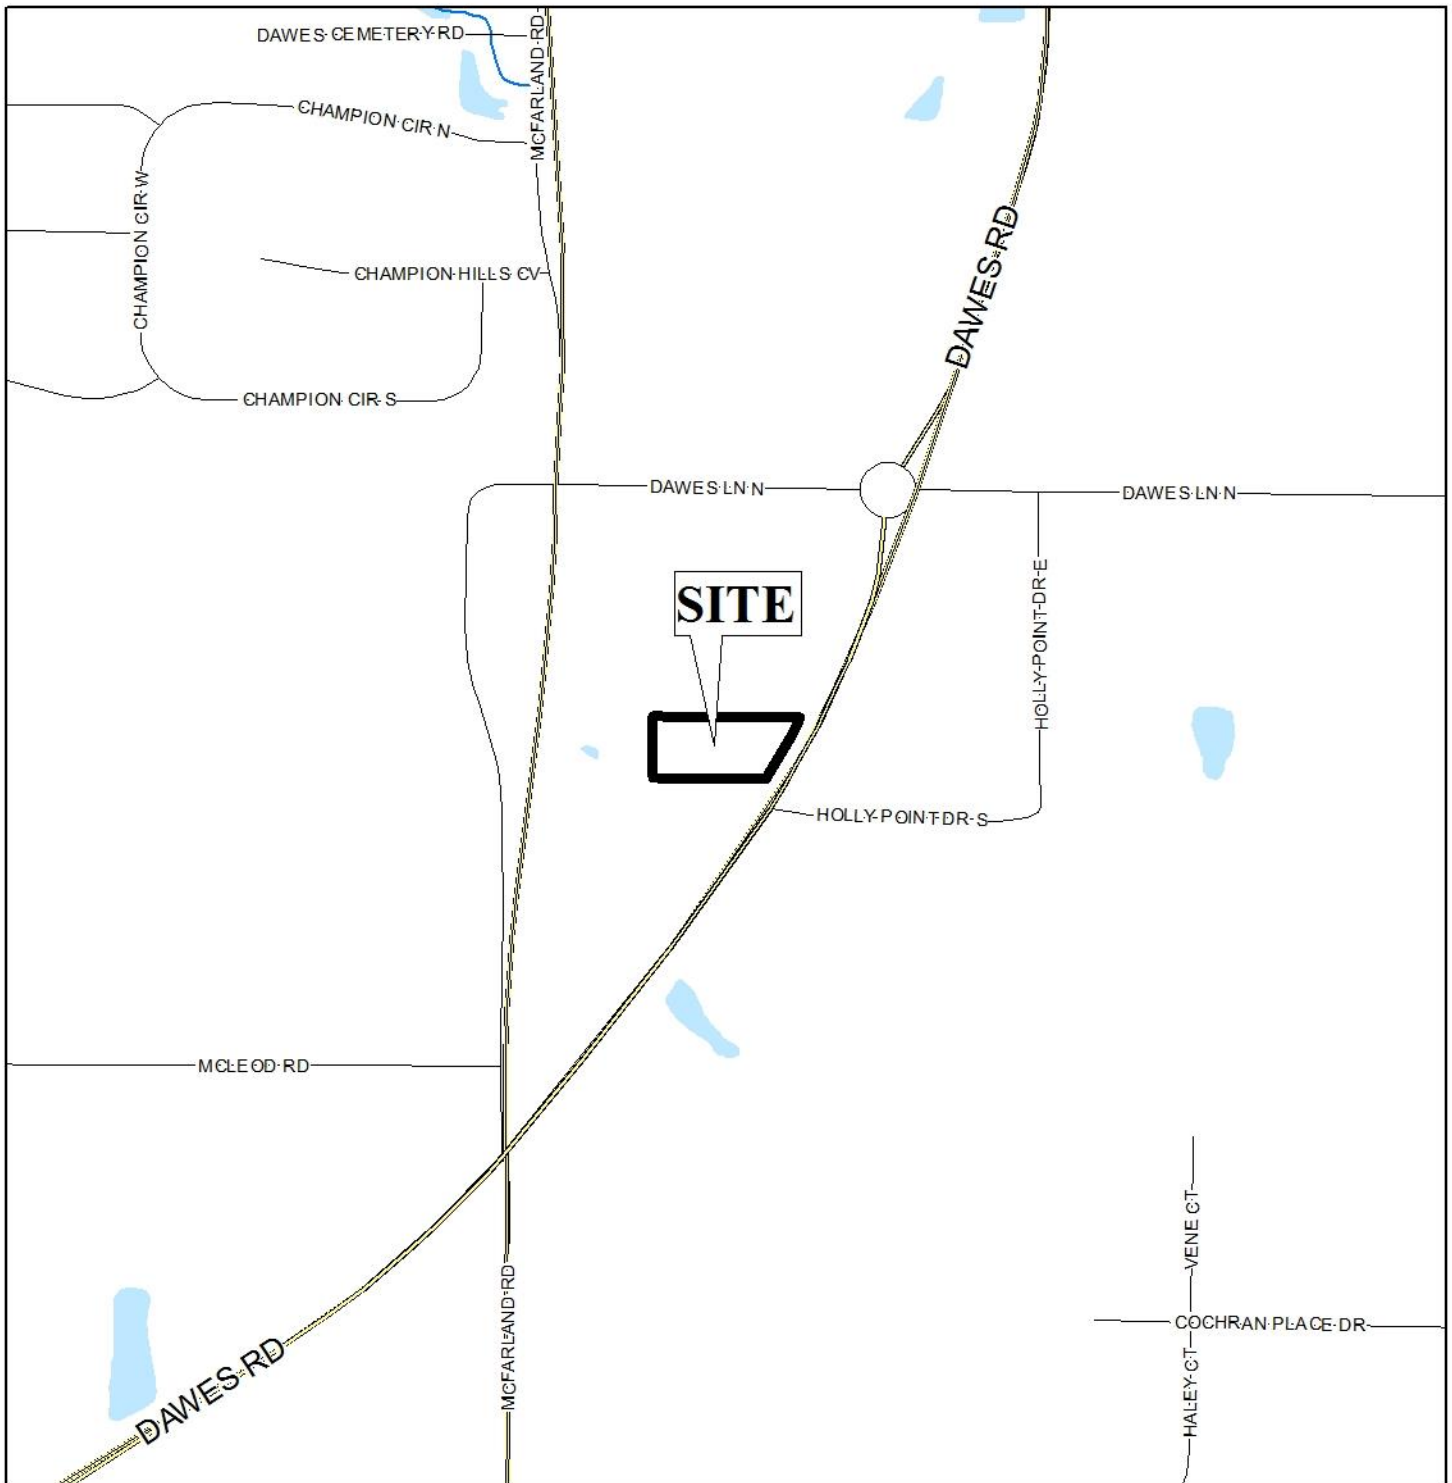 DAWES CEMETERY RD
MCFARLAND RD
CHAMPION CIR N
CHAMPION CIR W
DAWES RD
CHAMPION HILLS CV
CHAMPION CIR S
DAWES LN N
DAWES LN N
SITE
HOLLY POINT DR E
HOLLY POINT DR S
MCLEOD RD
VENE CT
MCFARLAND RD
COCHRAN PLACE DR
DAWES RD
HALEY CT